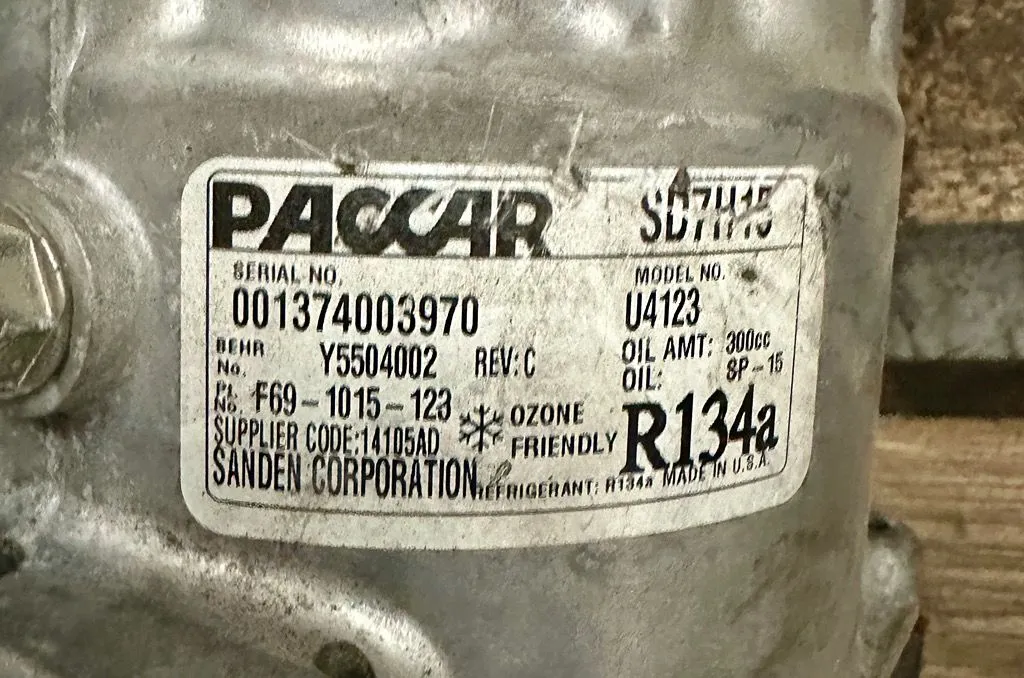 PACCAR SD7H15
SERIAL NO. MODEL NO.
001374003970 U4123
BEHR No. Y5504002 REV:C OIL AMT: 300cc
OIL: SP-15
No. F69-1015-123 OZONE FRIENDLY R134a
SUPPLIER CODE:14105AD
SANDEN CORPORATION REFRIGERANT: R134a MADE IN U.S.A.